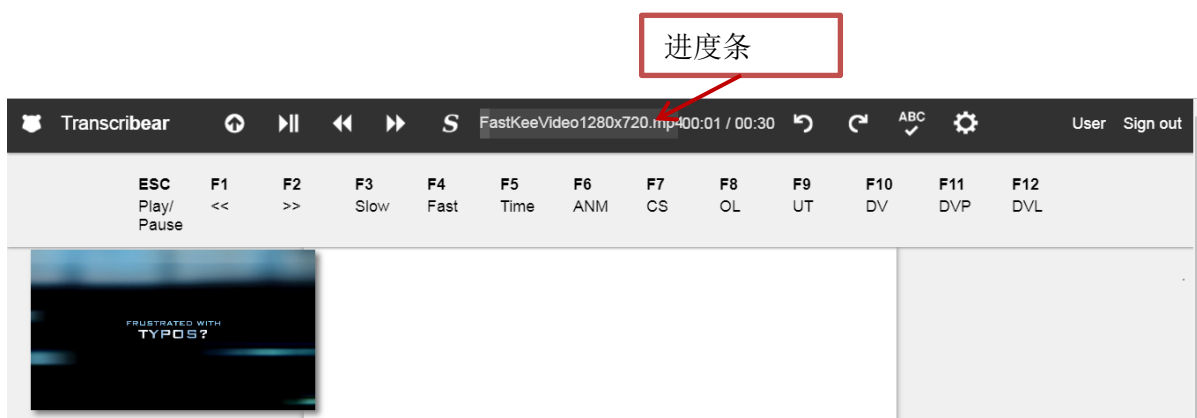 进度条
Transcribear S FastKeeVideo1280x720.mp4 00:01 / 00:30 ABC User Sign out
ESC F1 F2 F3 F4 F5 F6 F7 F8 F9 F10 F11 F12
Play/ << >> Slow Fast Time ANM CS OL UT DV DVP DVL
Pause
FRUSTRATED WITH
TYPOS?